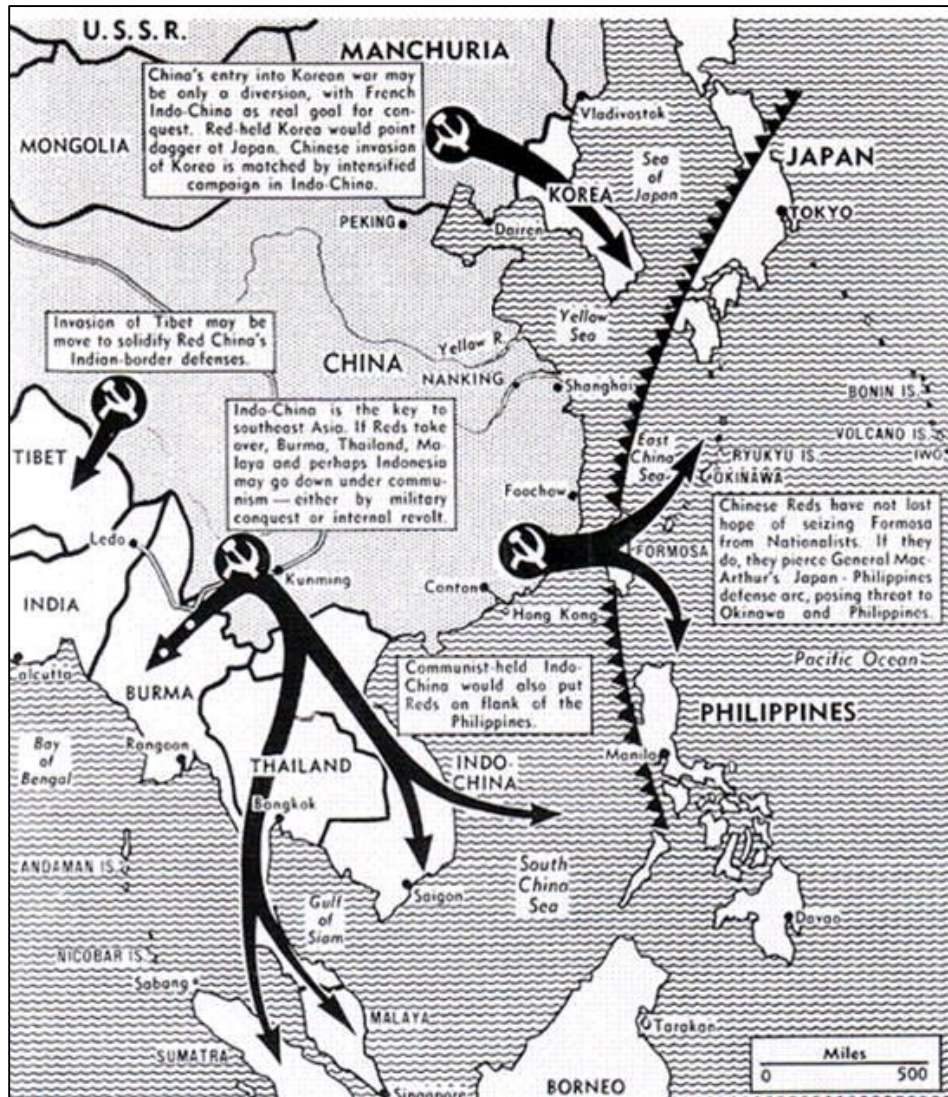 U.S.S.R.
MANCHURIA
China's entry into Korean war may
be only a diversion, with French
Indo-China as real goal for con-
quest. Red-held Korea would point
dagger at Japan. Chinese invasion
of Korea is matched by intensified
campaign in Indo-China.
MONGOLIA
Vladivostok
Sea
of
Japan
JAPAN
KOREA
TOKYO
PEKING
Dairen
Invasion of Tibet may be
move to solidify Red China's
Indian-border defenses.
Yellow
Sea
Yellow R.
CHINA
NANKING
Shanghai
BONIN IS.
VOLCANO IS.
IWO
Indo-China is the key to
southeast Asia. If Reds take
over, Burma, Thailand, Ma-
laya and perhaps Indonesia
may go down under commu-
nism — either by military
conquest or internal revolt.
TIBET
East
China
Sea
RYUKYU IS.
OKINAWA
Foochow
Chinese Reds have not lost
hope of seizing Formosa
from Nationalists. If they
do, they pierce General Mac-
Arthur's Japan - Philippines
defense arc, posing threat to
Okinawa and Philippines.
Ledo
FORMOSA
Kunming
Canton
INDIA
Hong Kong
Pacific Ocean
Communist-held Indo-
China would also put
Reds on flank of the
Philippines.
alcutta
BURMA
PHILIPPINES
Bay
of
Bengal
Rangoon
THAILAND
INDO-
CHINA
Manila
Bangkok
ANDAMAN IS.
South
China
Sea
Saigon
Gulf
of
Siam
Davao
NICOBAR IS.
Sabang
MALAYA
Tarakan
SUMATRA
Miles
0 500
Singapore
BORNEO